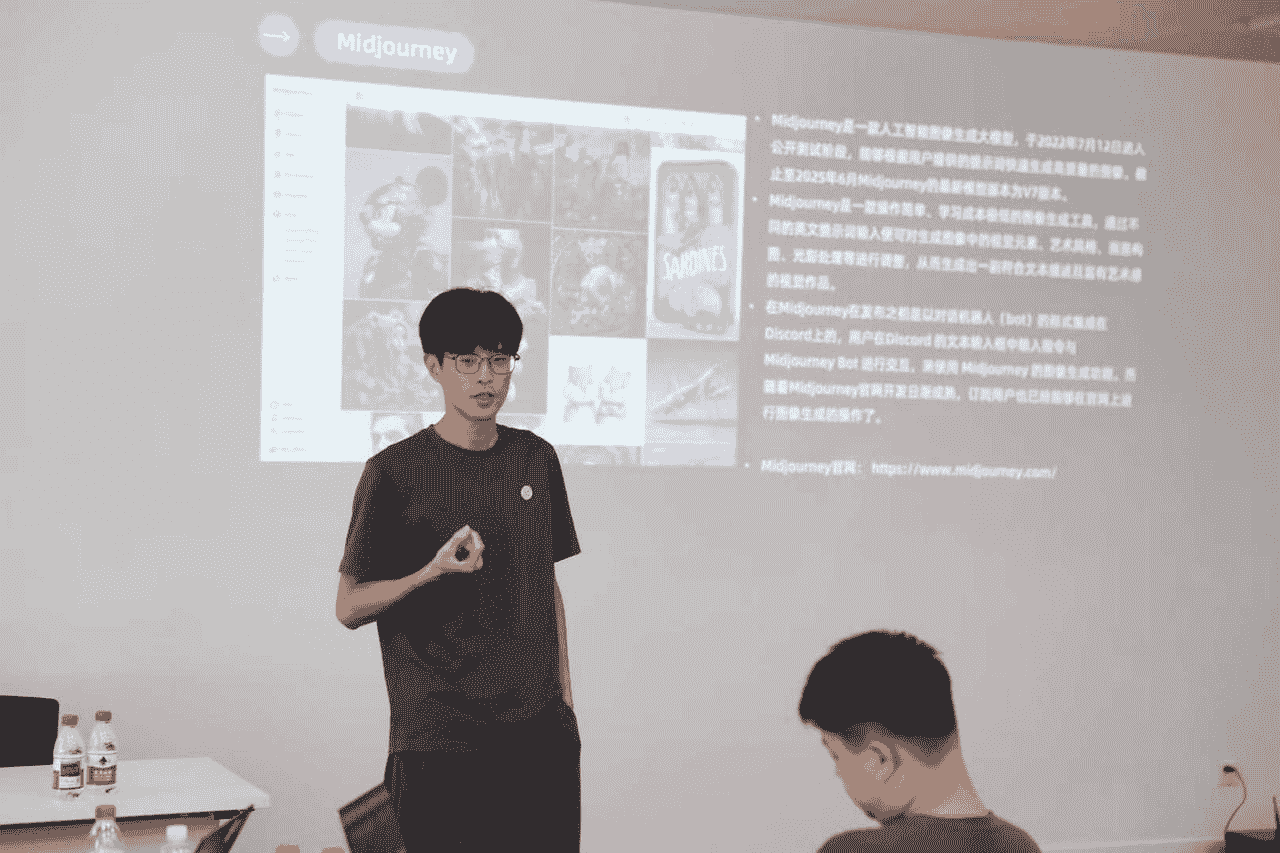 Midjourney
SARDINES
Midjourney是一款人工智能图像生成大模型，于2022年7月12日进入
公开测试阶段，能够根据用户提供的提示词快速生成高质量的图像，截
止至2025年6月Midjourney的最新模型版本为V7版本。
Midjourney是一款操作简单、学习成本极低的图像生成工具，通过不
同的英文提示词输入便可对生成图像中的视觉元素、艺术风格、画面构
图、光影处理等进行调整，从而生成出一副符合文本描述且富有艺术感
的视觉作品。
在Midjourney在发布之初是以对话机器人（bot）的形式集成在
Discord上的，用户在Discord 的文本输入框中输入指令与
Midjourney Bot 进行交互，来使用 Midjourney 的图像生成功能，而
随着Midjourney官网开发日渐成熟，订阅用户也已经能够在官网上进
行图像生成的操作了。
Midjourney官网： https://www.midjourney.com/